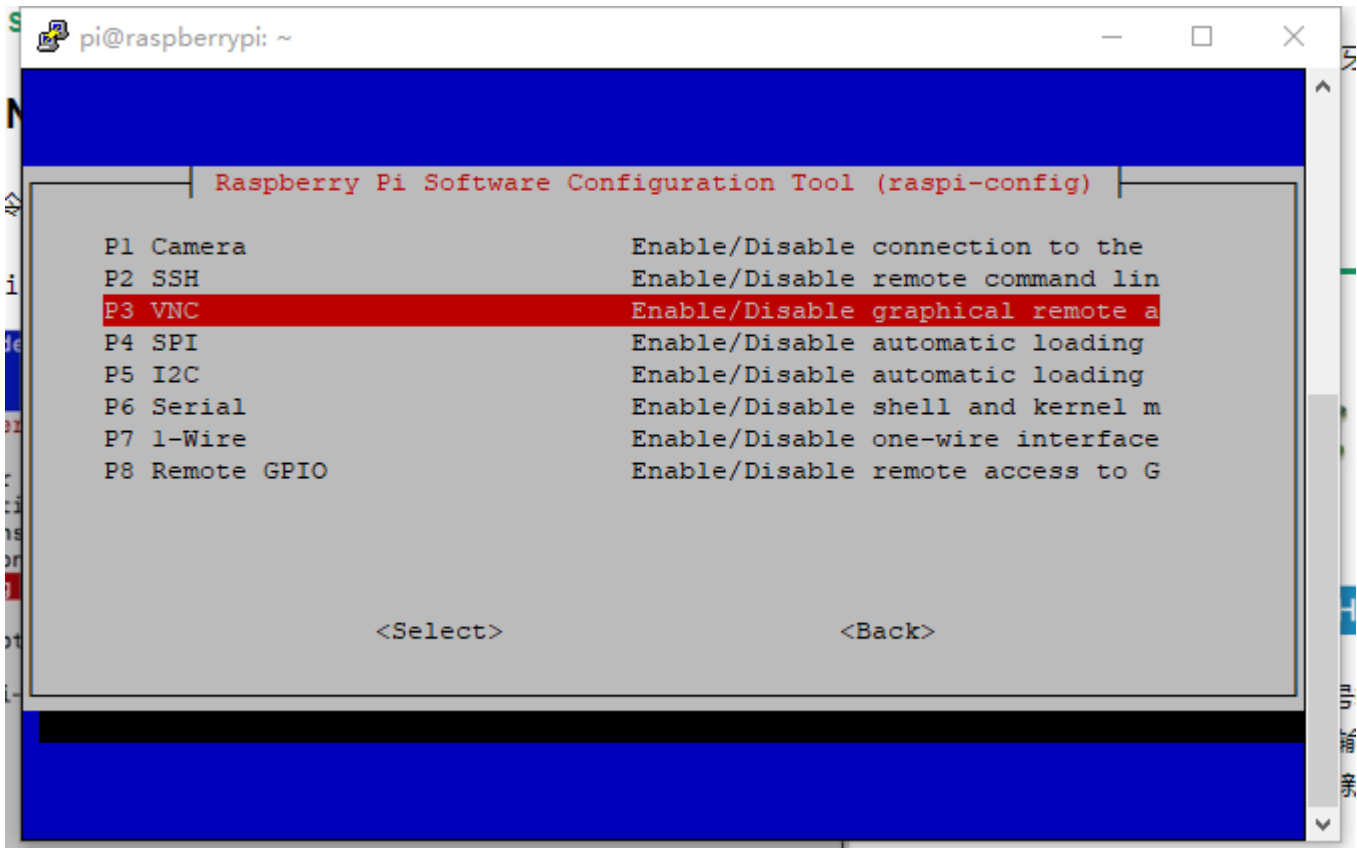 pi@raspberrypi: ~
Raspberry Pi Software Configuration Tool (raspi-config)
P1 Camera Enable/Disable connection to the
P2 SSH Enable/Disable remote command lin
P3 VNC Enable/Disable graphical remote a
P4 SPI Enable/Disable automatic loading
P5 I2C Enable/Disable automatic loading
P6 Serial Enable/Disable shell and kernel m
P7 1-Wire Enable/Disable one-wire interface
P8 Remote GPIO Enable/Disable remote access to G
<Select> <Back>